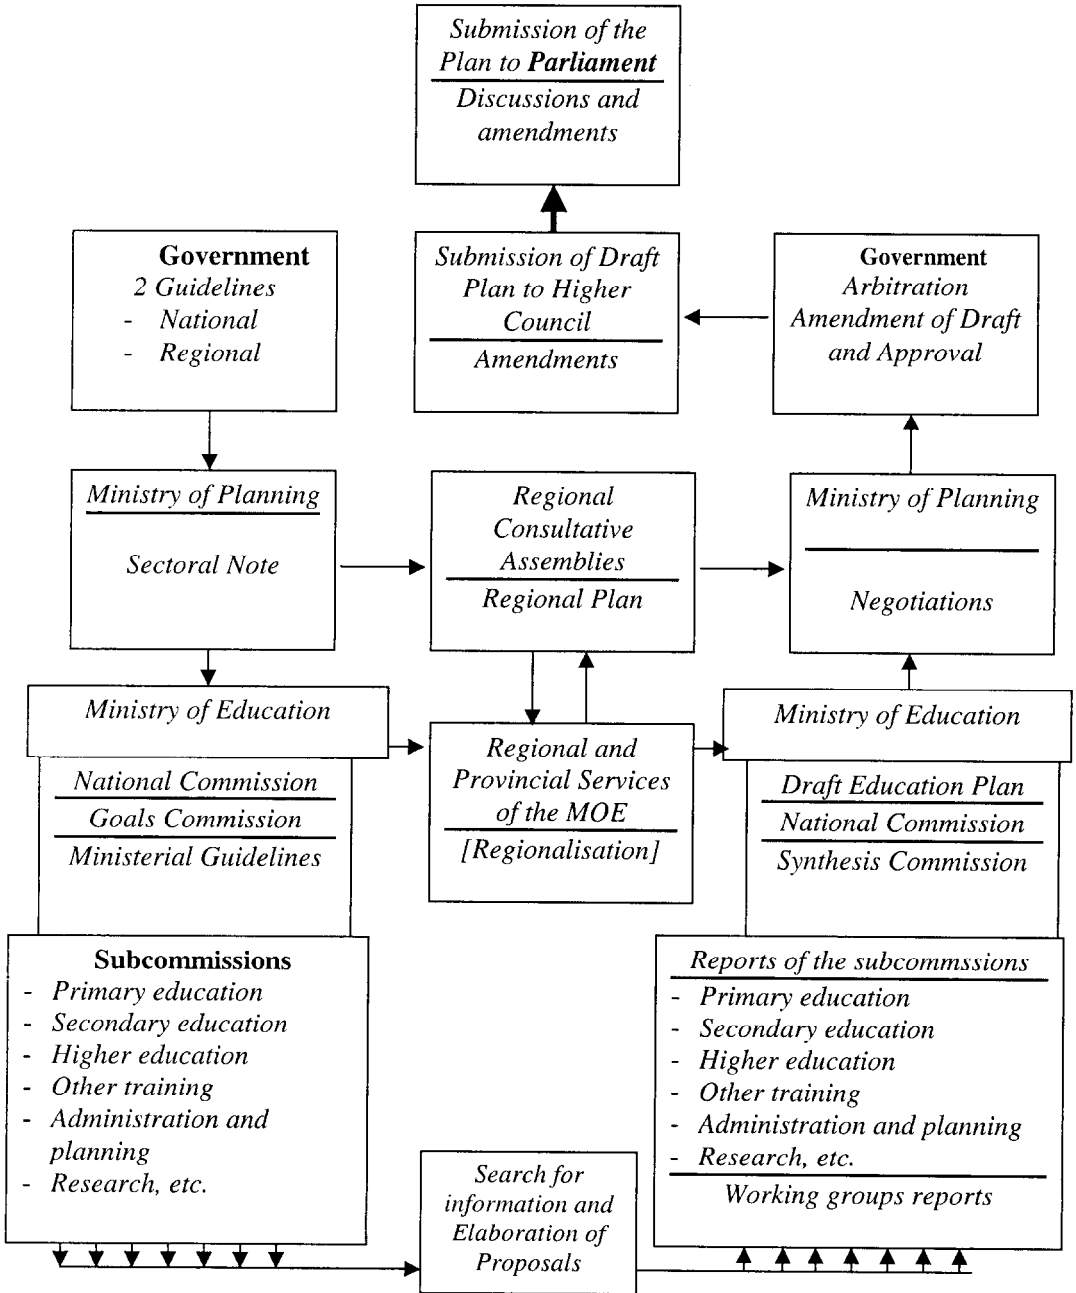 Submission of the
Plan to Parliament
Discussions and
amendments
Government
2 Guidelines
- National
- Regional
Submission of Draft
Plan to Higher
Council
Amendments
Government
Arbitration
Amendment of Draft
and Approval
Ministry of Planning
Sectoral Note
Regional
Consultative
Assemblies
Regional Plan
Ministry of Planning
Negotiations
Ministry of Education
National Commission
Goals Commission
Ministerial Guidelines
Regional and
Provincial Services
of the MOE
[Regionalisation]
Ministry of Education
Draft Education Plan
National Commission
Synthesis Commission
Subcommissions
- Primary education
- Secondary education
- Higher education
- Other training
- Administration and
planning
- Research, etc.
Search for
information and
Elaboration of
Proposals
Reports of the subcommssions
- Primary education
- Secondary education
- Higher education
- Other training
- Administration and planning
- Research, etc.
Working groups reports